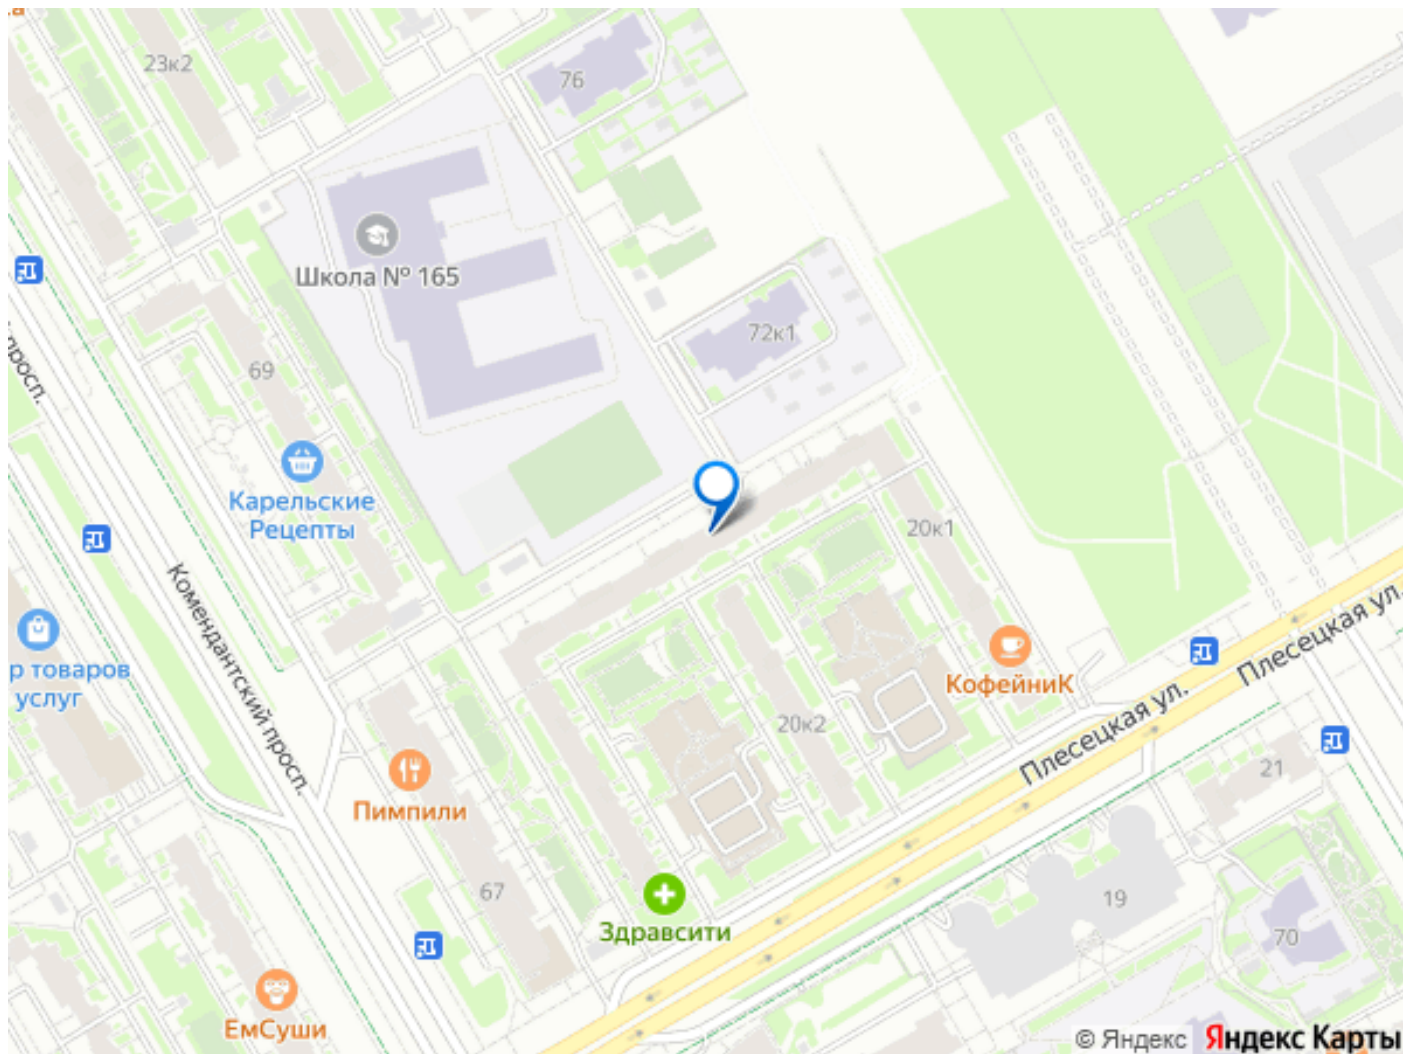 23к2
76
Школа № 165
72к1
просп.
69
Карельские
Рецепты
20к1
Комендантский просп.
р товаров
услуг
КофейниК
Плесецкая ул.
Плесецкая ул.
20к2
21
Пимпили
67
19
Здравсити
70
ЕмСуши
© Яндекс Яндекс Карты